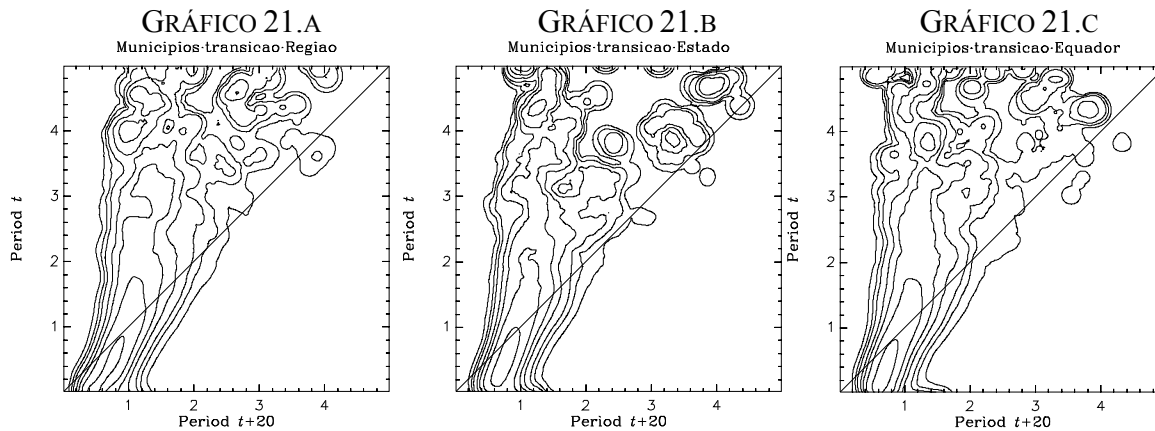 GRÁFICO 21.A
Municipios-transicao-Regiao
Period t
4
3
2
1
1 2 3 4
Period t+20
GRÁFICO 21.B
Municipios-transicao-Estado
Period t
4
3
2
1
1 2 3 4
Period t+20
GRÁFICO 21.C
Municipios-transicao-Equador
Period t
4
3
2
1
1 2 3 4
Period t+20